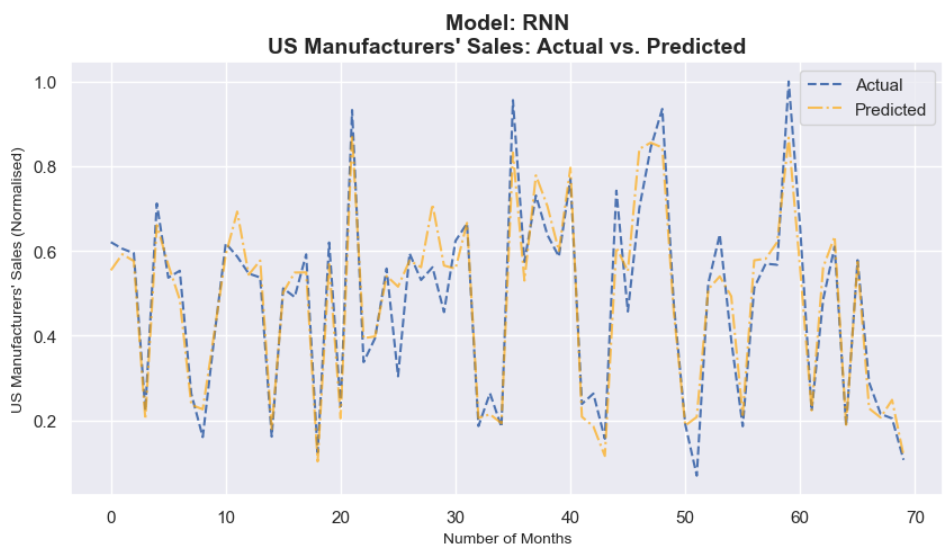 Model: RNN
US Manufacturers' Sales: Actual vs. Predicted
US Manufacturers' Sales (Normalised)
1.0
0.8
0.6
0.4
0.2
Actual
Predicted
0 10 20 30 40 50 60 70
Number of Months